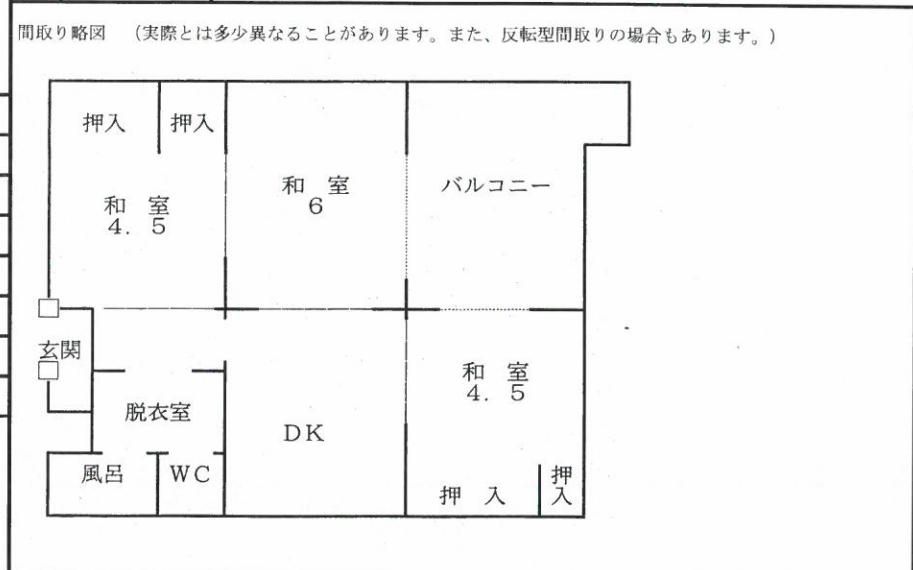 間取り略図　（実際とは多少異なることがあります。また、反転型間取りの場合もあります。）
押入
押入
和　室
４．５
和　室
６
バルコニー
玄関
脱衣室
風呂
ＷＣ
ＤＫ
和　室
４．５
押　入
押
入